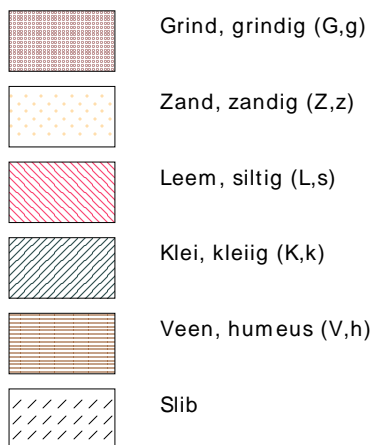 Grind, grindig (G,g)
Zand, zandig (Z,z)
Leem, siltig (L,s)
Klei, kleiig (K,k)
Veen, humeus (V,h)
Slib